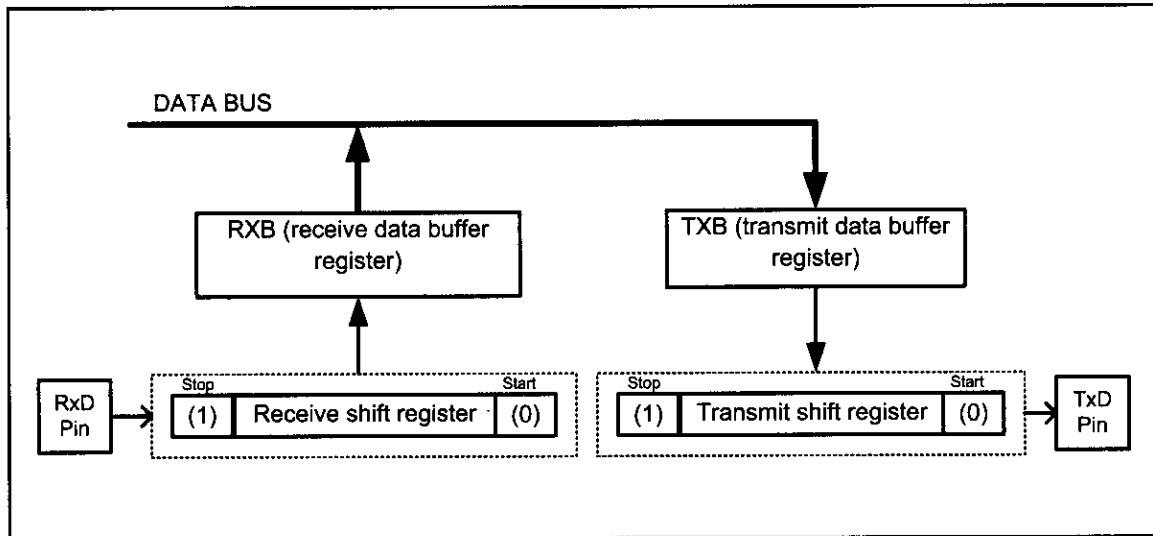 DATA BUS
RXB (receive data buffer
register)
TXB (transmit data buffer
register)
RxD
Pin
Stop
Start
(1)
Receive shift register
(0)
Stop
Start
(1)
Transmit shift register
(0)
TxD
Pin